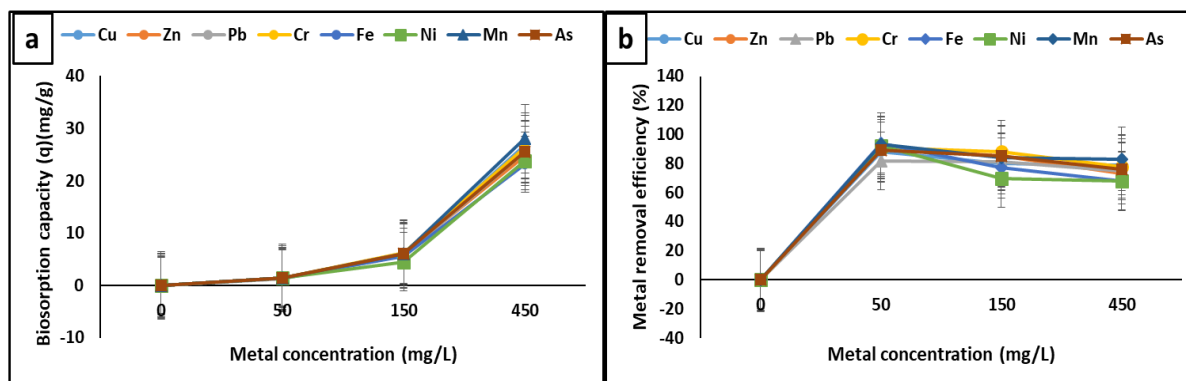 a
Cu Zn Pb Cr Fe Ni Mn As
Biosorption capacity (q)(mg/g)
40
30
20
10
0
-10
0 50 150 450
Metal concentration (mg/L)
b
Cu Zn Pb Cr Fe Ni Mn As
Metal removal efficiency (%)
140
120
100
80
60
40
20
0
-20
-40
0 50 150 450
Metal concentration (mg/L)